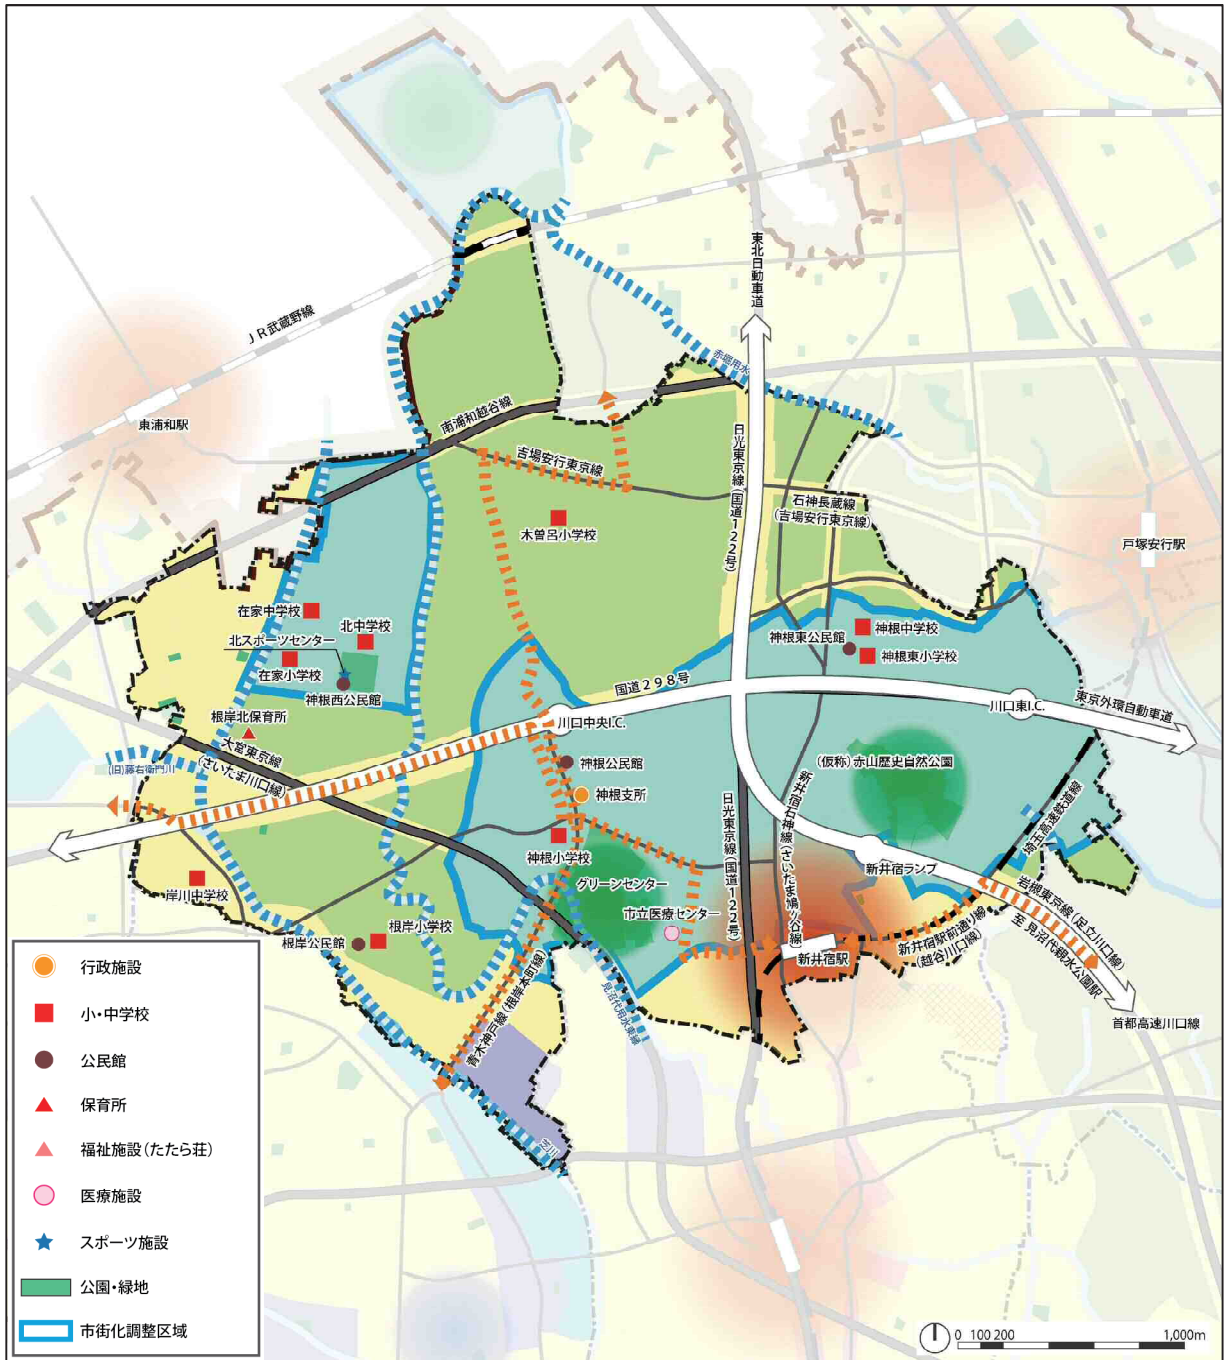 東北自動車道
JR武蔵野線
赤堀用水
東浦和駅
南浦和越谷線
吉場安行東京線
日光東京線(国道122号)
石神長蔵線
(吉場安行東京線)
木曽呂小学校
戸塚安行駅
在家中学校
北中学校
北スポーツセンター
在家小学校
神根西公民館
神根中学校
神根東公民館
神根東小学校
国道298号
川口東I.C.
東京外環自動車道
根岸北保育所
大宮東京線
(さいたま川口線)
(旧)藤右衛門川
川口中央I.C.
神根公民館
神根支所
(仮称)赤山歴史自然公園
新井宿石神線(さいたま鳩ヶ谷線)
日光東京線(国道122号)
埼玉高速鉄道線
神根小学校
グリーンセンター
新井宿ランプ
岸川中学校
市立医療センター
根岸小学校
根岸公民館
新井宿駅
新井宿駅前通り線
(越谷川口線)
岩槻東京線(足立川口線)
至 見沼代親水公園駅
首都高速川口線
青木神戸線(根岸本町線)
見沼代用水東縁
芝川
行政施設
小・中学校
公民館
保育所
福祉施設(たたら荘)
医療施設
スポーツ施設
公園・緑地
市街化調整区域
0 100 200 1,000m